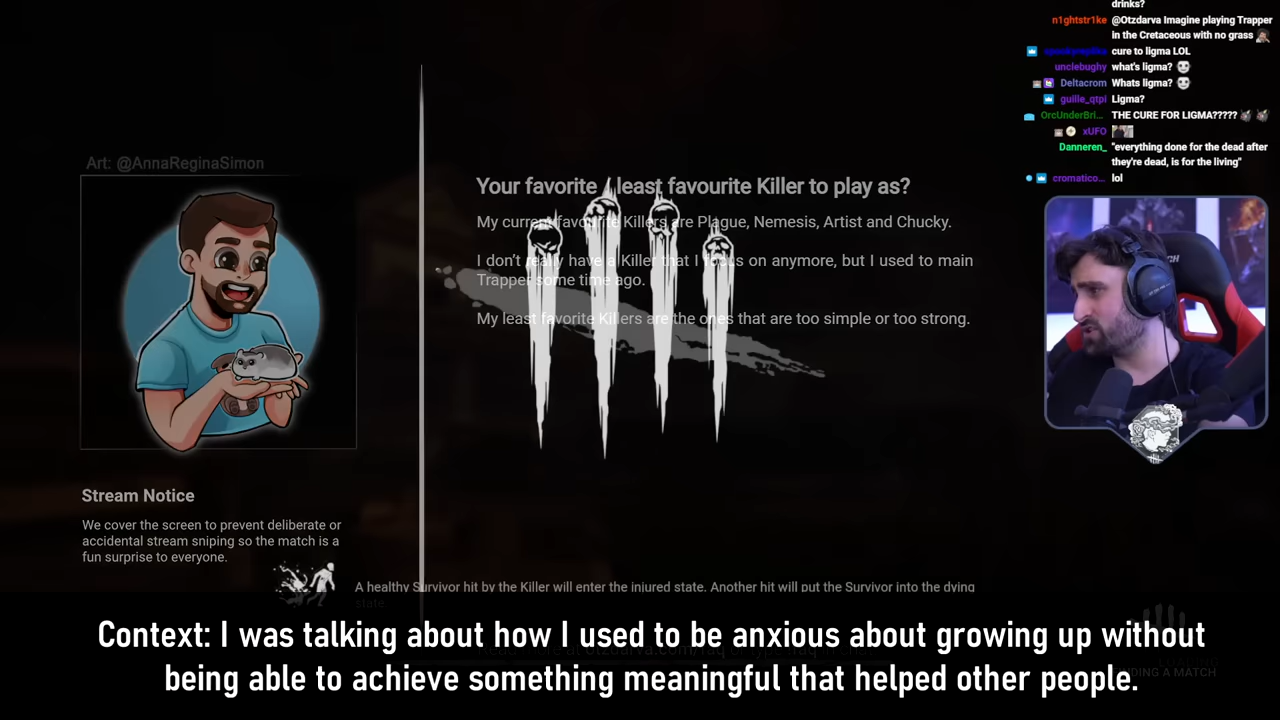 drinks?
n1ghtstr1ke @Otzdarva Imagine playing Trapper
in the Cretaceous with no grass
cure to ligma LOL
unclebughy what's ligma?
Deltacrom Whats ligma?
guille_qtpi Ligma?
OrcUnderBri... THE CURE FOR LIGMA?????
xUFO
Danneren_ "everything done for the dead after
they're dead, is for the living"
cromatico... lol
Art: @AnnaReginaSimon
Your favorite / least favourite Killer to play as?
My current favourite Killers are Plague, Nemesis, Artist and Chucky.
I don't really have a Killer that I focus on anymore, but I used to main
Trapper some time ago.
My least favorite Killers are the ones that are too simple or too strong.
Stream Notice
We cover the screen to prevent deliberate or
accidental stream sniping so the match is a
fun surprise to everyone.
A healthy Survivor hit by the Killer will enter the injured state. Another hit will put the Survivor into the dying
state
Context: I was talking about how I used to be anxious about growing up without
being able to achieve something meaningful that helped other people.
A MATCH